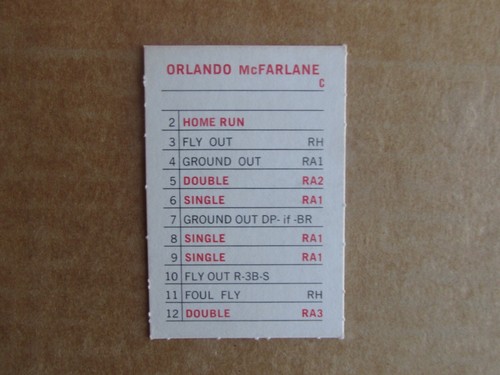 ORLANDO McFARLANE
C
2 HOME RUN
3 FLY OUT RH
4 GROUND OUT RA1
5 DOUBLE RA2
6 SINGLE RA1
7 GROUND OUT DP- if -BR
8 SINGLE RA1
9 SINGLE RA1
10 FLY OUT R-3B-S
11 FOUL FLY RH
12 DOUBLE RA3